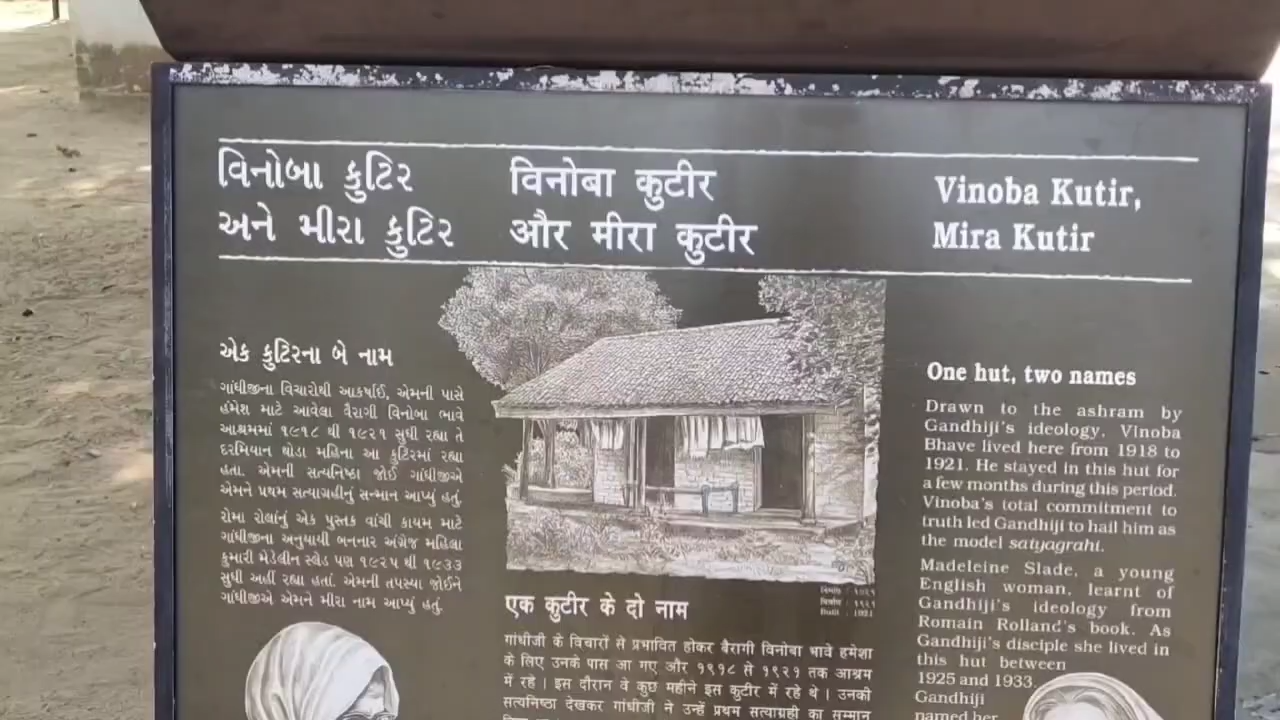 વિનોબા કુટિર
અને મીરા કુટિર
विनोबा कुटीर
और मीरा कुटीर
Vinoba Kutir,
Mira Kutir
એક કુટિરના બે નામ
ગાંધીજીના વિચારોથી આકર્ષાઈ, એમની પાસે
હંમેશ માટે આવેલા વૈરાગી વિનોબા ભાવે
આશ્રમમાં ૧૯૧૮ થી ૧૯૨૧ સુધી રહ્યા તે
દરમિયાન થોડા મહિના આ કુટિરમાં રહ્યા
હતા. એમની સત્યનિષ્ઠા જોઈ ગાંધીજીએ
એમને પ્રથમ સત્યાગ્રહીનું સન્માન આપ્યું હતું.
રોમા રોલાંનું એક પુસ્તક વાંચી કાયમ માટે
ગાંધીજીના અનુયાયી બનનાર અંગ્રેજ મહિલા
કુમારી મેડેલીન સ્લેડ પણ ૧૯૨૫ થી ૧૯૩૩
સુધી અહીં રહ્યા હતાં. એમની તપસ્યા જોઈને
ગાંધીજીએ એમને મીરા નામ આપ્યું હતું.
एक कुटीर के दो नाम
गांधीजी के विचारों से प्रभावित होकर बैरागी विनोबा भावे हमेशा
के लिए उनके पास आ गए और १९१८ से १९२१ तक आश्रम
में रहे । इस दौरान वे कुछ महीने इस कुटीर में रहे थे । उनकी
सत्यनिष्ठा देखकर गांधीजी ने उन्हें प्रथम सत्याग्रही का सम्मान
One hut, two names
Drawn to the ashram by
Gandhiji's ideology, Vinoba
Bhave lived here from 1918 to
1921. He stayed in this hut for
a few months during this period.
Vinoba's total commitment to
truth led Gandhiji to hail him as
the model satyagrahi.
Madeleine Slade, a young
English woman, learnt of
Gandhiji's ideology from
Romain Rolland's book. As
Gandhiji's disciple she lived in
this hut between
1925 and 1933.
Gandhiji
named her